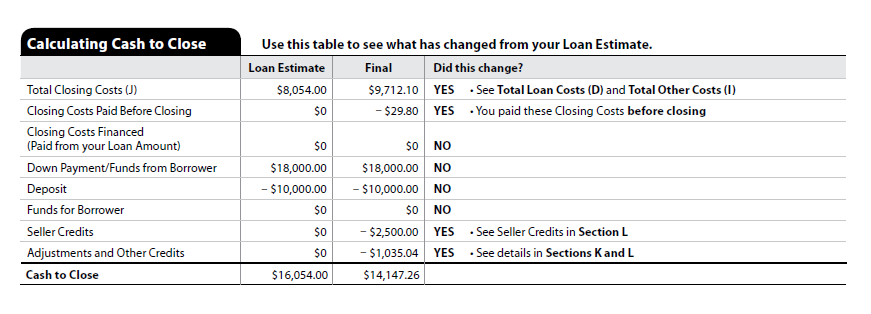 Calculating Cash to Close Use this table to see what has changed from your Loan Estimate.
Loan Estimate Final Did this change?
Total Closing Costs (J) $8,054.00 $9,712.10 YES • See Total Loan Costs (D) and Total Other Costs (I)
Closing Costs Paid Before Closing $0 – $29.80 YES • You paid these Closing Costs before closing
Closing Costs Financed
(Paid from your Loan Amount) $0 $0 NO
Down Payment/Funds from Borrower $18,000.00 $18,000.00 NO
Deposit – $10,000.00 – $10,000.00 NO
Funds for Borrower $0 $0 NO
Seller Credits $0 – $2,500.00 YES • See Seller Credits in Section L
Adjustments and Other Credits $0 – $1,035.04 YES • See details in Sections K and L
Cash to Close $16,054.00 $14,147.26